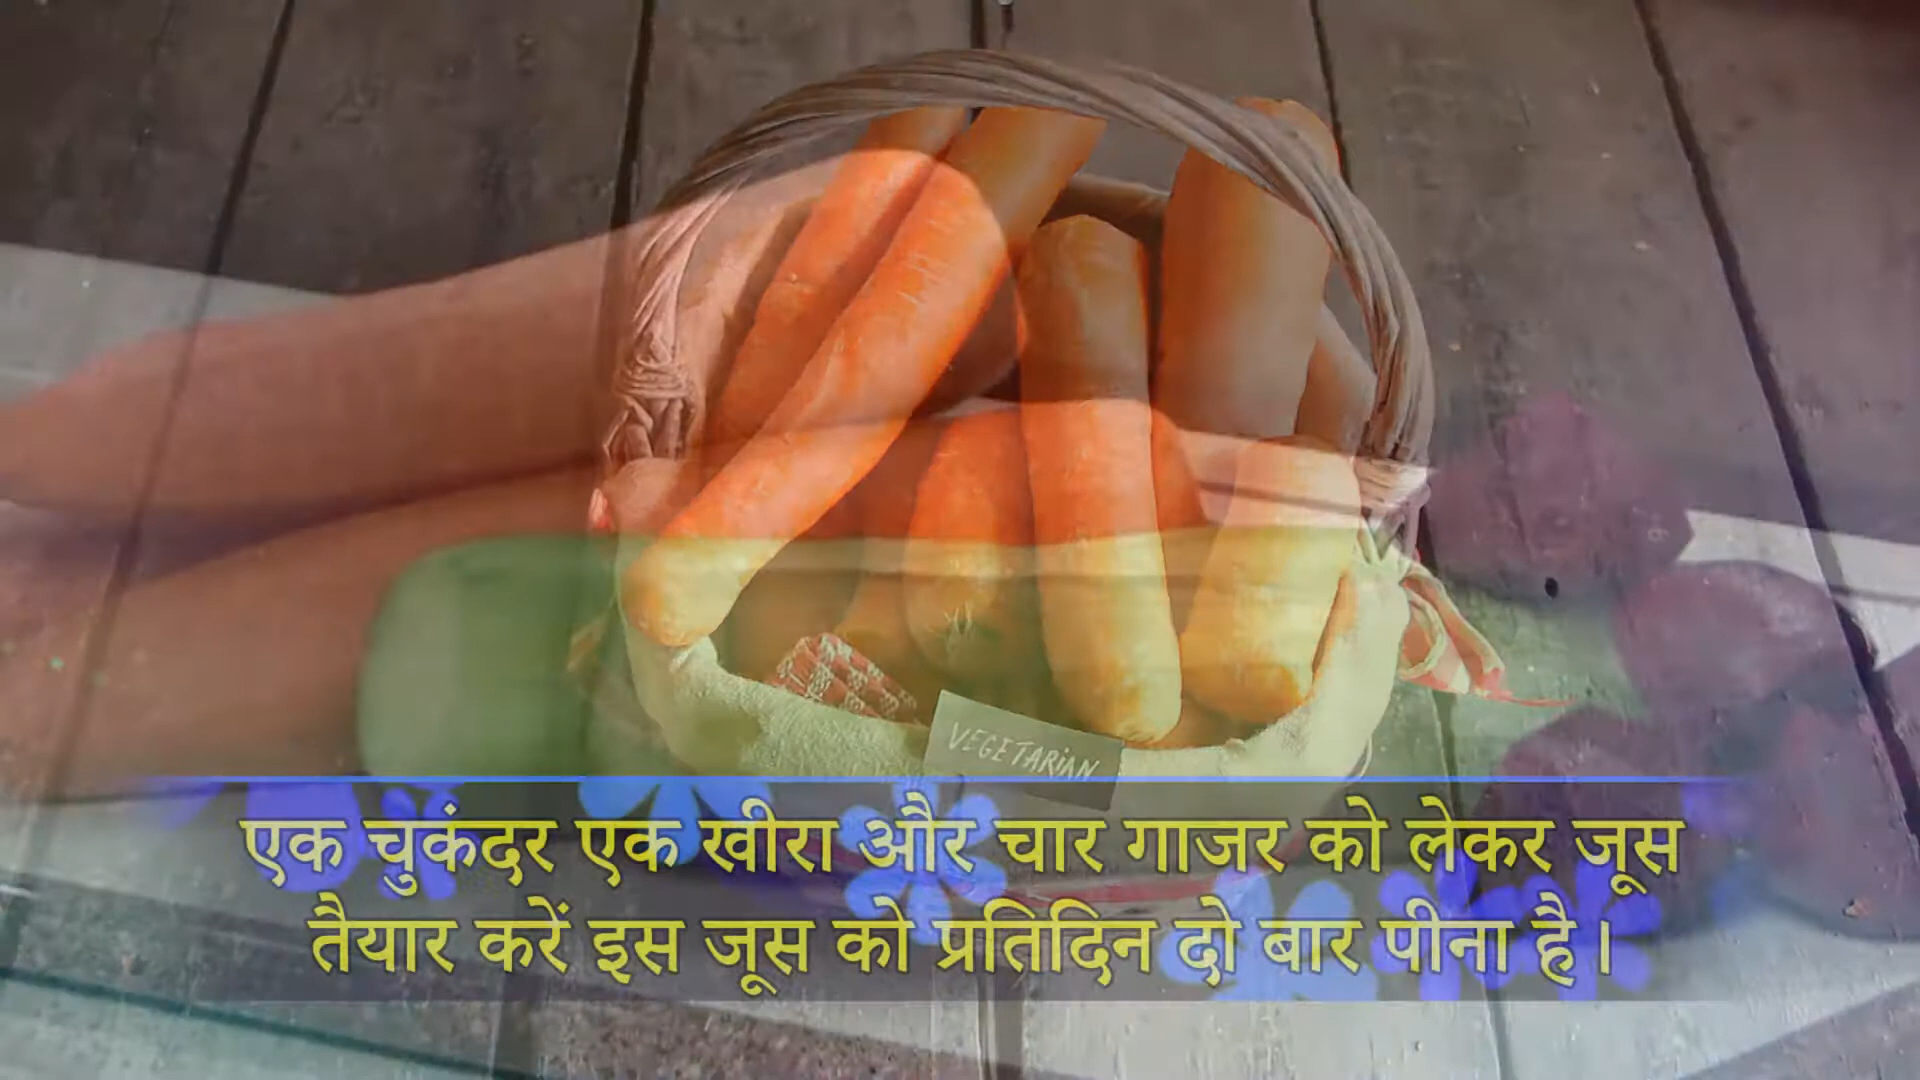 VEGETARIAN
एक चुकंदर एक खीरा और चार गाजर को लेकर जूस
तैयार करें इस जूस को प्रतिदिन दो बार पीना है।